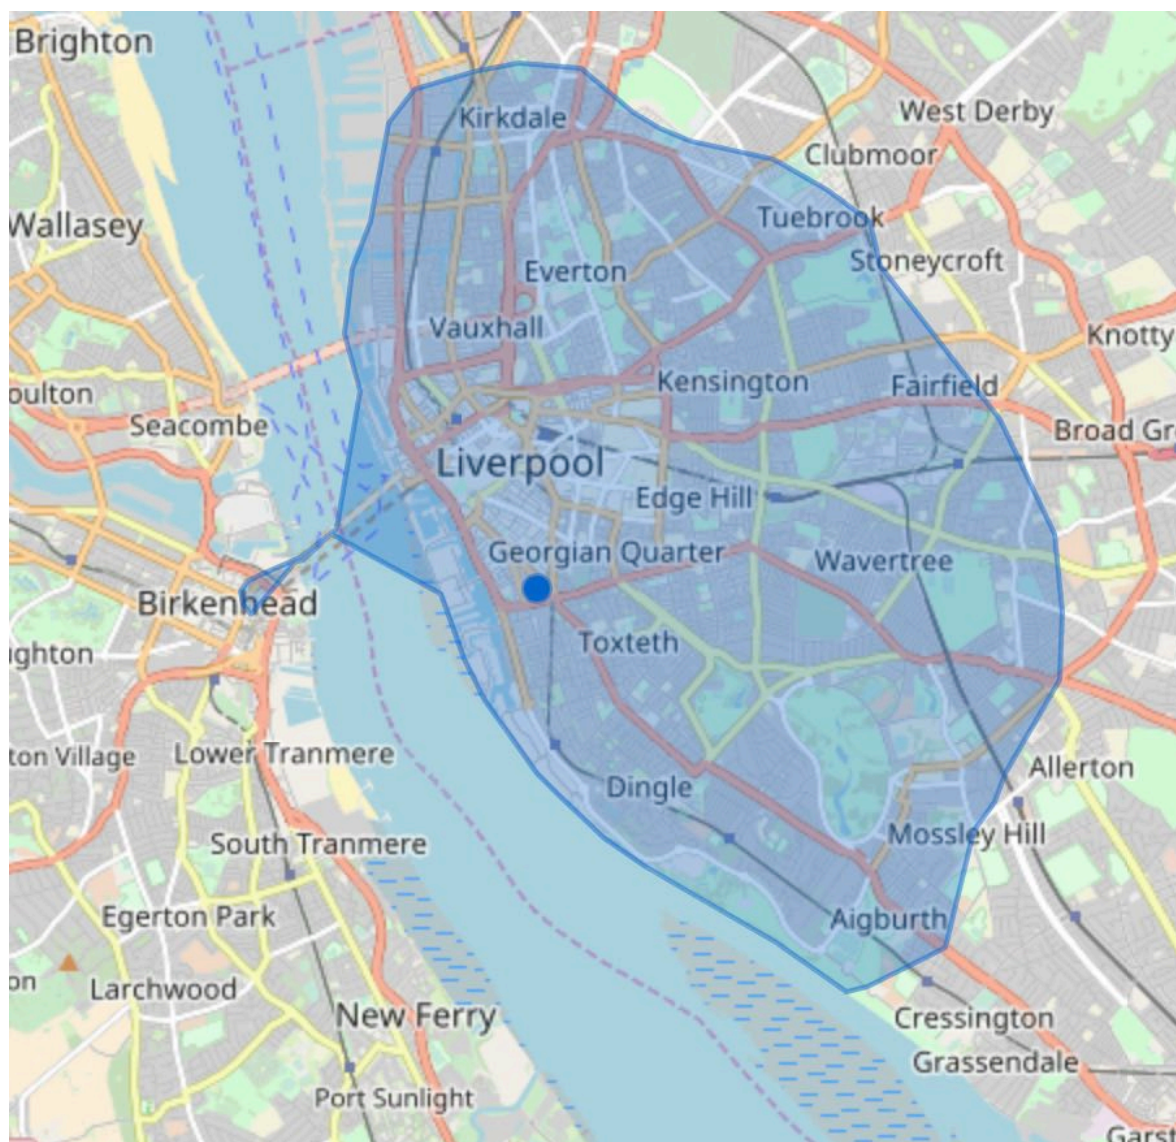 Brighton
Kirkdale
West Derby
Clubmoor
Wallasey
Tuebrook
Stoneycroft
Everton
Vauxhall
Knotty
Kensington
Fairfield
oulton
Seacombe
Broad Gr
Liverpool
Edge Hill
Georgian Quarter
Wavertree
Birkenhead
ighton
Toxteth
ton Village
Lower Tranmere
Allerton
Dingle
South Tranmere
Mossley Hill
Egerton Park
Aigburth
on
Larchwood
New Ferry
Cressington
Grassendale
Port Sunlight
Garst